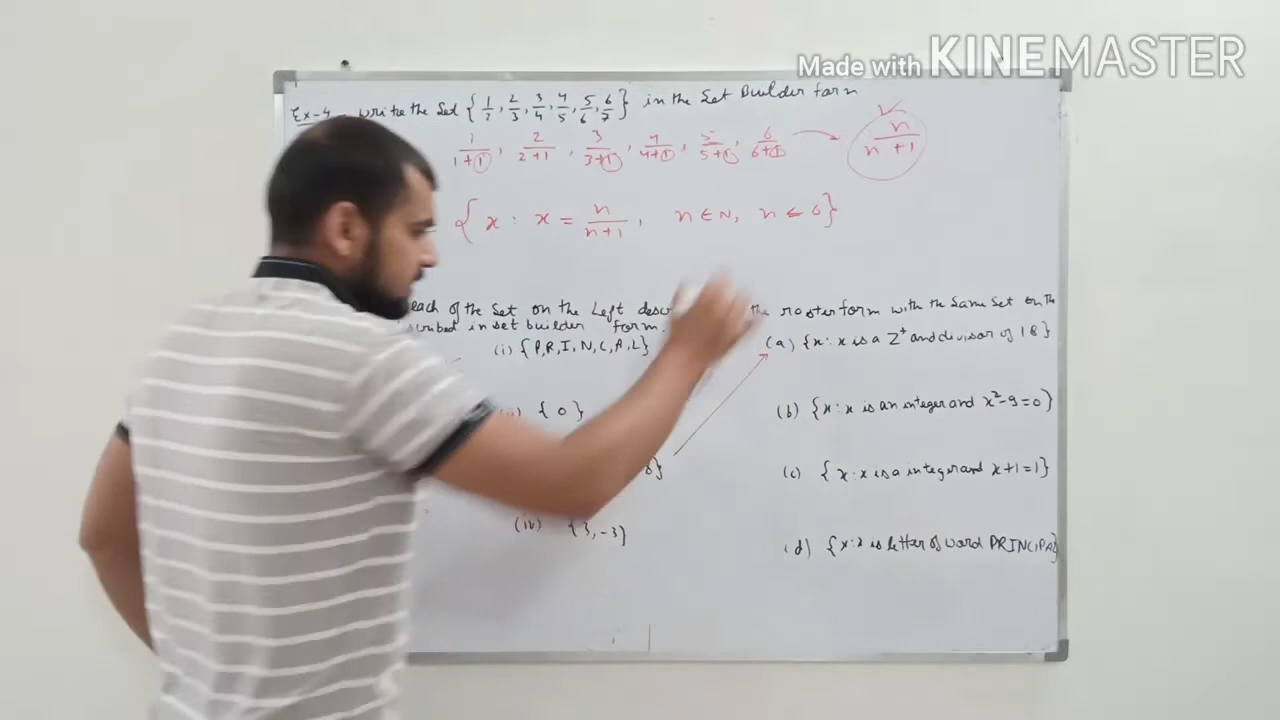 Made with KINEMASTER
Ex-4 write the Set {1/2, 2/3, 3/4, 4/5, 5/6, 6/7} in the Set Builder form
1/1+1, 2/2+1, 3/3+1, 4/4+1, 5/5+1, 6/6+1 → n/n+1
{x : x = n/n+1, n∈N, n≤6}
each of the Set on the Left the roster form with the Same Set on the
in set builder form.
(i) {P,R,I,N,C,A,L} (a) {x:x is a Z⁺ and divisor of 18}
{0} (b) {x:x is an integer and x²-9=0}
} (c) {x:x is a integer and x+1=1}
(iv) {3,-3} (d) {x:x is letter of word PRINCIPAL}